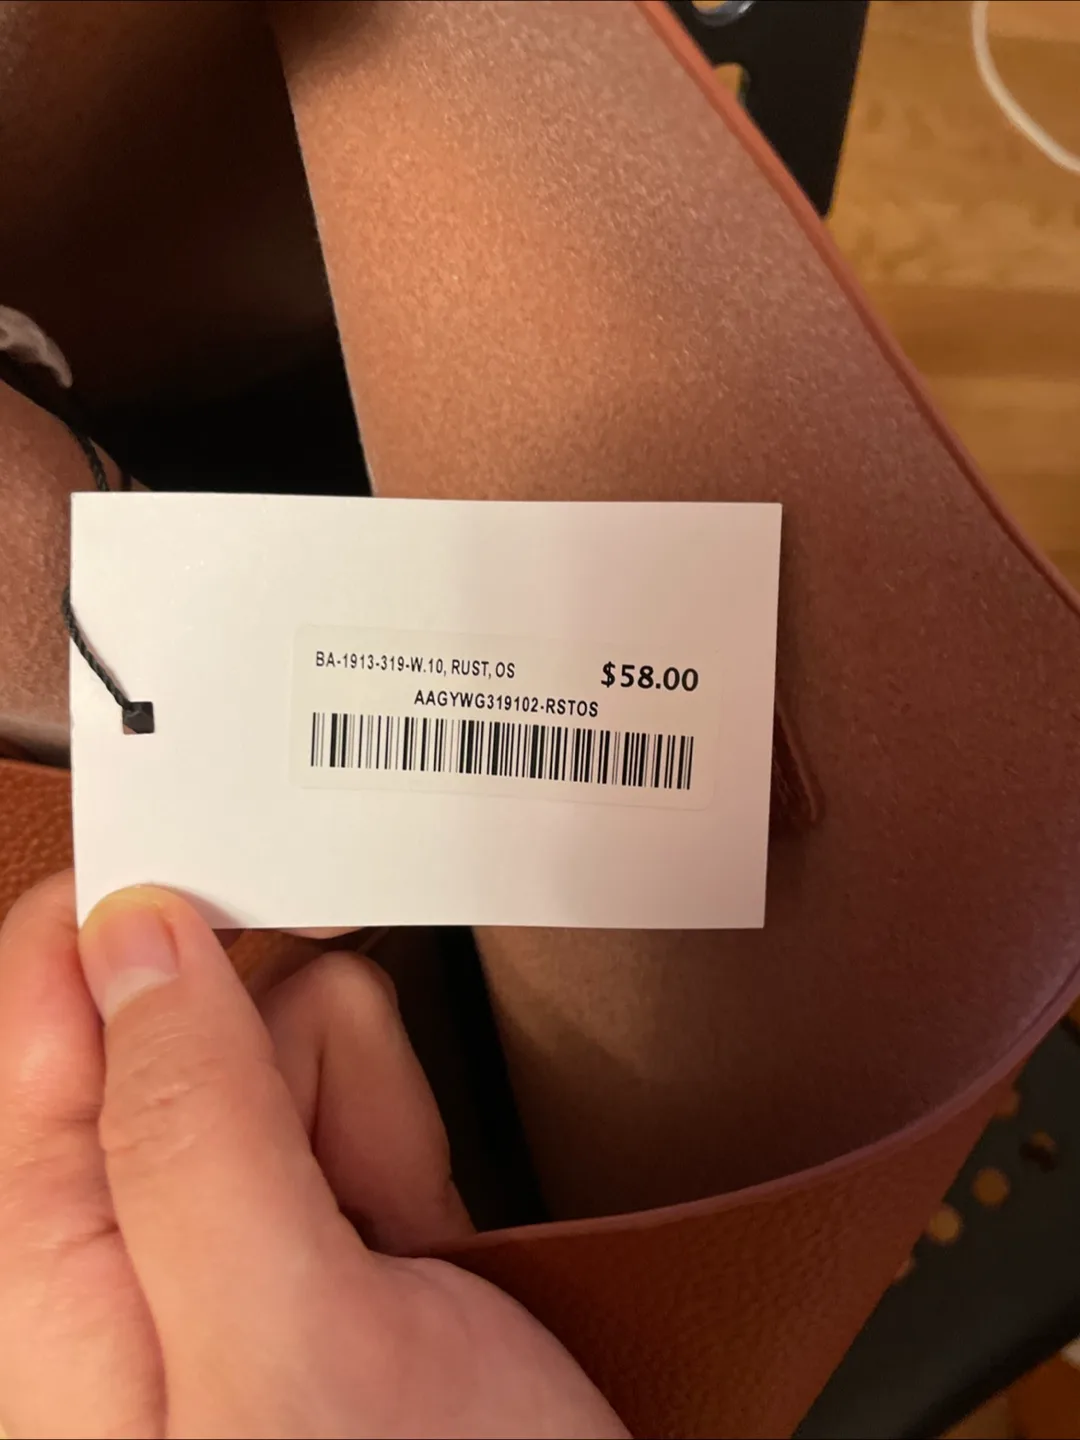 BA-1913-319-W.10, RUST, OS $58.00
AAGYWG319102-RSTOS